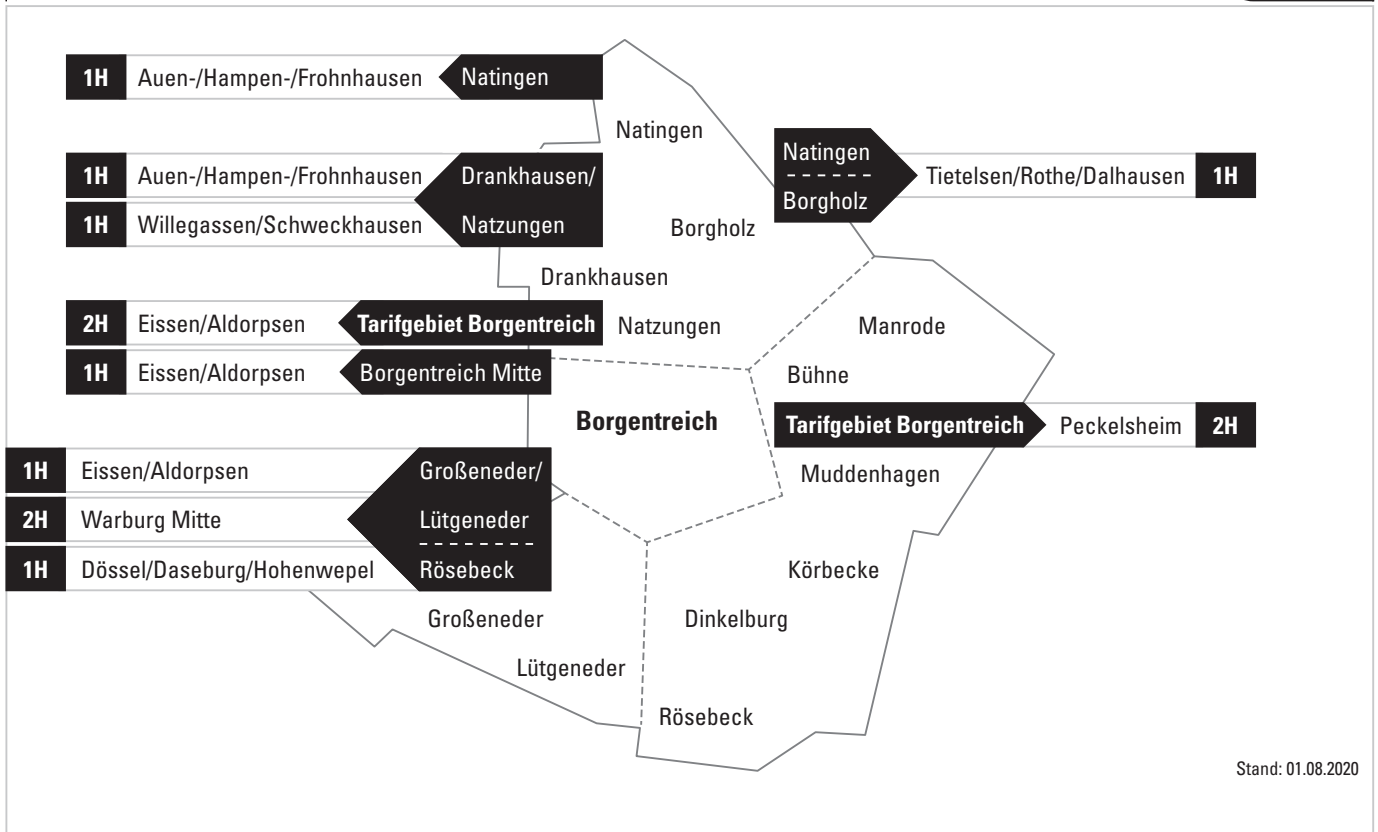 1H Auen-/Hampen-/Frohnhausen Natingen
Natingen
1H Auen-/Hampen-/Frohnhausen Drankhausen/
1H Willegassen/Schweckhausen Natzungen
Natingen
Borgholz
Tietelsen/Rothe/Dalhausen 1H
Borgholz
Drankhausen
2H Eissen/Aldorpsen Tarifgebiet Borgentreich
Natzungen
Manrode
1H Eissen/Aldorpsen Borgentreich Mitte
Bühne
Borgentreich
Tarifgebiet Borgentreich Peckelsheim 2H
1H Eissen/Aldorpsen Großeneder/
2H Warburg Mitte Lütgeneder
1H Dössel/Daseburg/Hohenwepel Rösebeck
Muddenhagen
Körbecke
Großeneder
Dinkelburg
Lütgeneder
Rösebeck
Stand: 01.08.2020